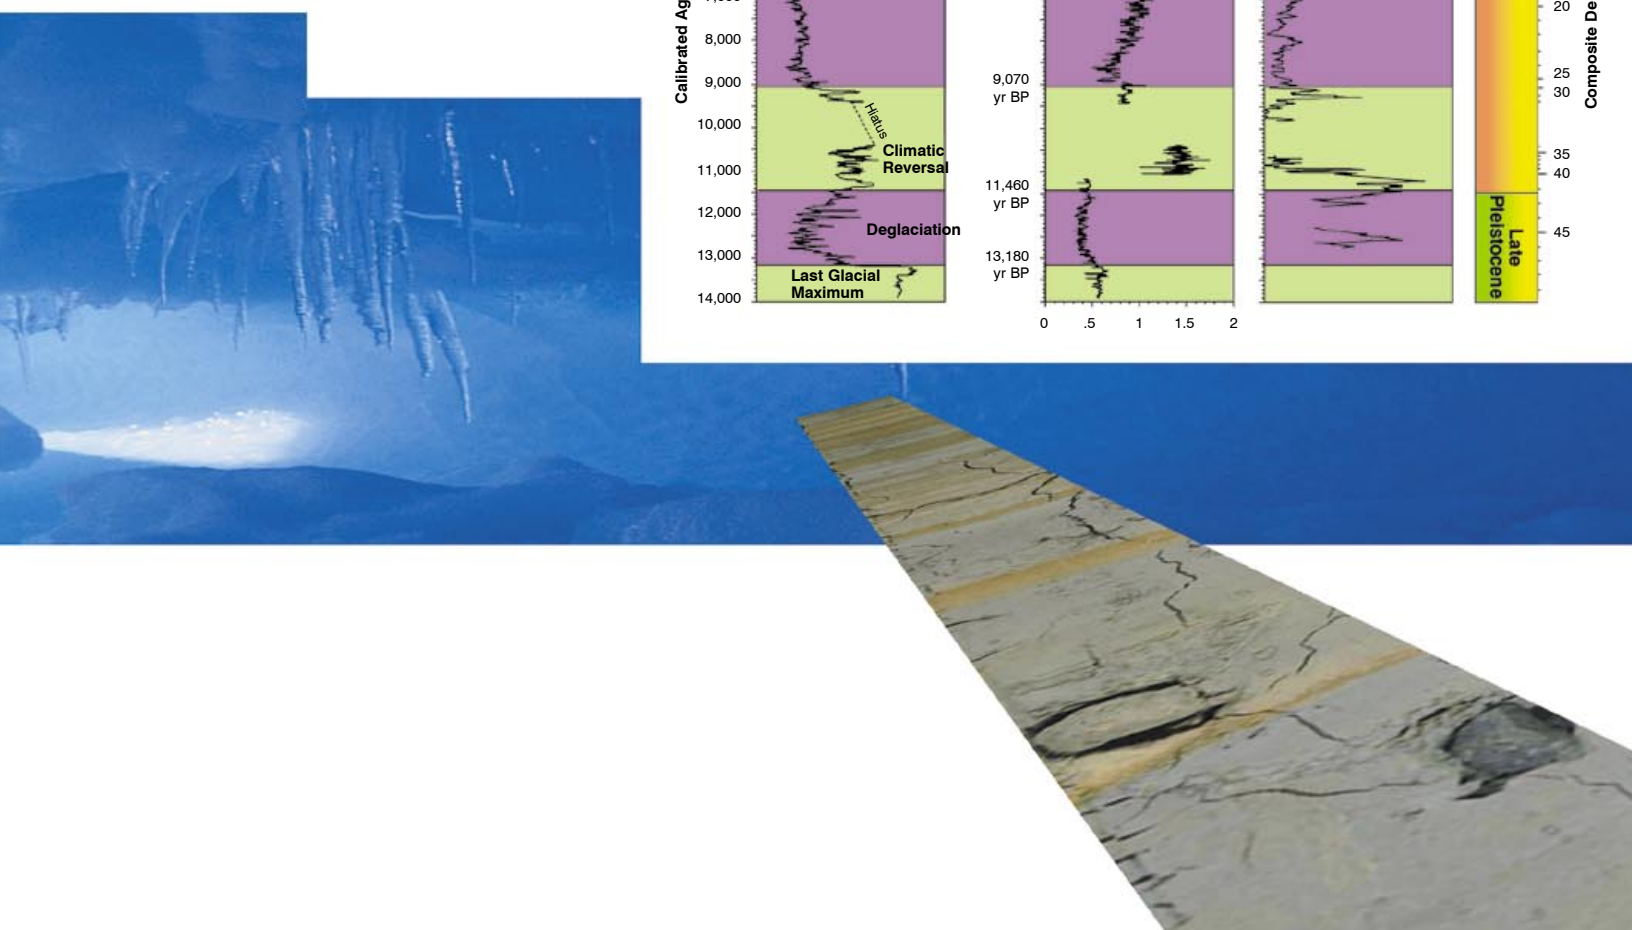 Calibrated Ag
8,000
9,000
10,000
11,000
12,000
13,000
14,000
Hiatus
Climatic
Reversal
Deglaciation
Last Glacial
Maximum
9,070
yr BP
11,460
yr BP
13,180
yr BP
0 .5 1 1.5 2
Late
Pleistocene
20
25
30
35
40
45
Composite De